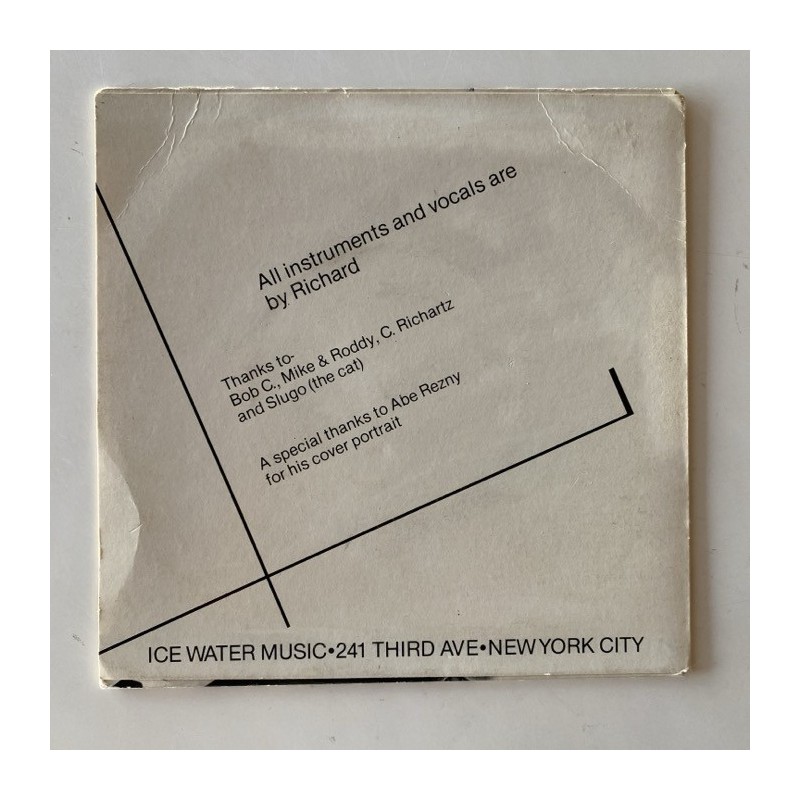 All instruments and vocals are
by Richard
Thanks to-
Bob C., Mike & Roddy, C. Richartz
and Slugo (the cat)
A special thanks to Abe Rezny
for his cover portrait
ICE WATER MUSIC•241 THIRD AVE•NEW YORK CITY